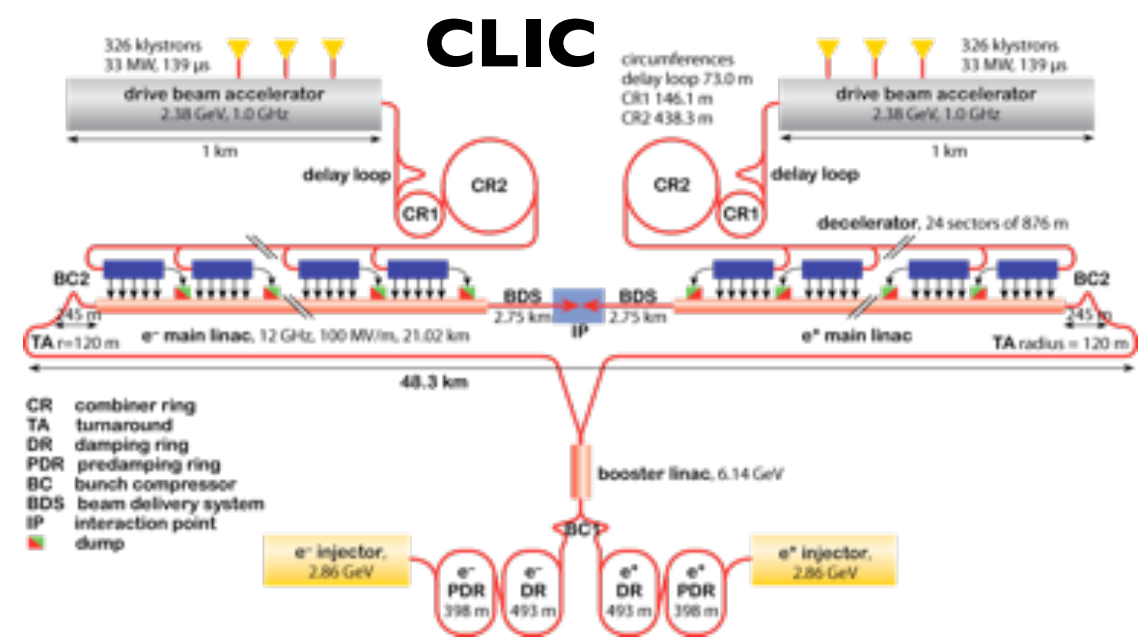 CLIC
326 klystrons
33 MW, 139 µs
drive beam accelerator
2.38 GeV, 1.0 GHz
1 km
delay loop
CR1
CR2
circumferences
delay loop 73.0 m
CR1 146.1 m
CR2 438.3 m
326 klystrons
33 MW, 139 µs
drive beam accelerator
2.38 GeV, 1.0 GHz
1 km
delay loop
CR2
CR1
decelerator, 24 sectors of 876 m
BC2
245 m
TA r=120 m
e⁻ main linac, 12 GHz, 100 MV/m, 21.02 km
BDS
2.75 km
IP
BDS
2.75 km
e⁺ main linac
BC2
245 m
TA radius = 120 m
48.3 km
CR combiner ring
TA turnaround
DR damping ring
PDR predamping ring
BC bunch compressor
BDS beam delivery system
IP interaction point
dump
booster linac, 6.14 GeV
BC1
e⁻ injector,
2.86 GeV
e⁻
PDR
398 m
e⁻
DR
493 m
e⁺
DR
493 m
e⁺
PDR
398 m
e⁺ injector,
2.86 GeV